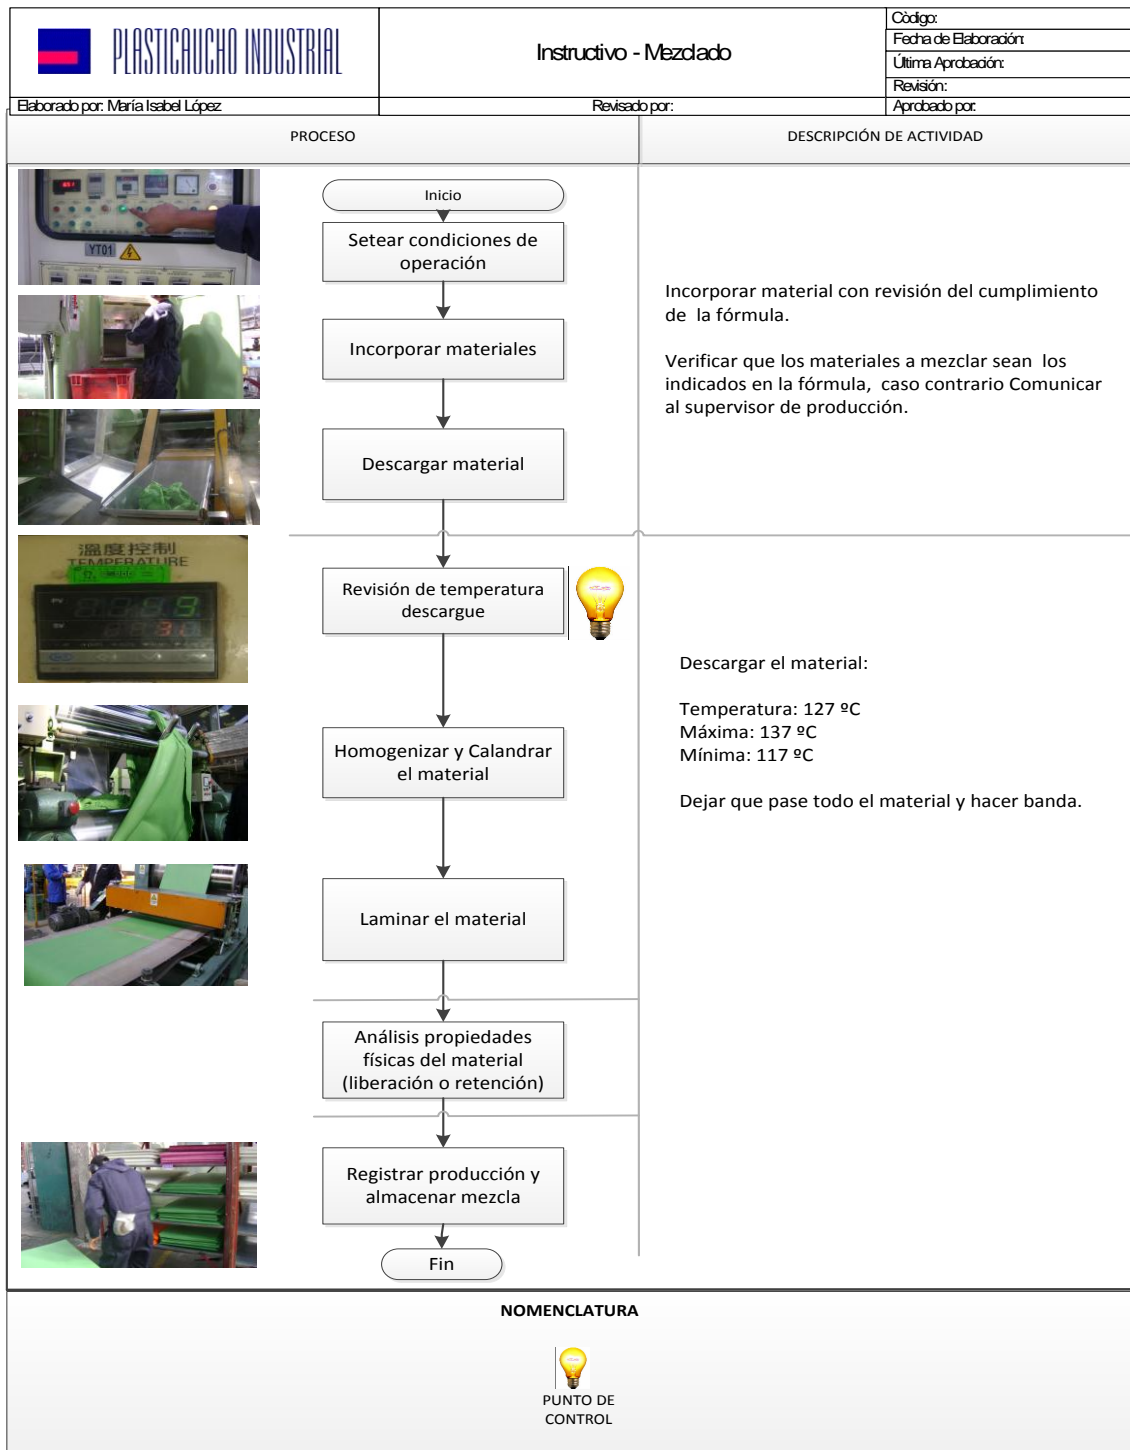 PLASTICAUCHO INDUSTRIAL
Instructivo - Mezclado
Código:
Fecha de Elaboración:
Última Aprobación:
Revisión:
Elaborado por: María Isabel López
Revisado por:
Aprobado por:
PROCESO
DESCRIPCIÓN DE ACTIVIDAD
YT01
Inicio
Setear condiciones de
operación
Incorporar materiales
Descargar material
Incorporar material con revisión del cumplimiento
de la fórmula.
Verificar que los materiales a mezclar sean los
indicados en la fórmula, caso contrario Comunicar
al supervisor de producción.
溫度控制
TEMPERATURE
Revisión de temperatura
descargue
Homogenizar y Calandrar
el material
Laminar el material
Análisis propiedades
físicas del material
(liberación o retención)
Registrar producción y
almacenar mezcla
Fin
Descargar el material:
Temperatura: 127 ºC
Máxima: 137 ºC
Mínima: 117 ºC
Dejar que pase todo el material y hacer banda.
NOMENCLATURA
PUNTO DE
CONTROL